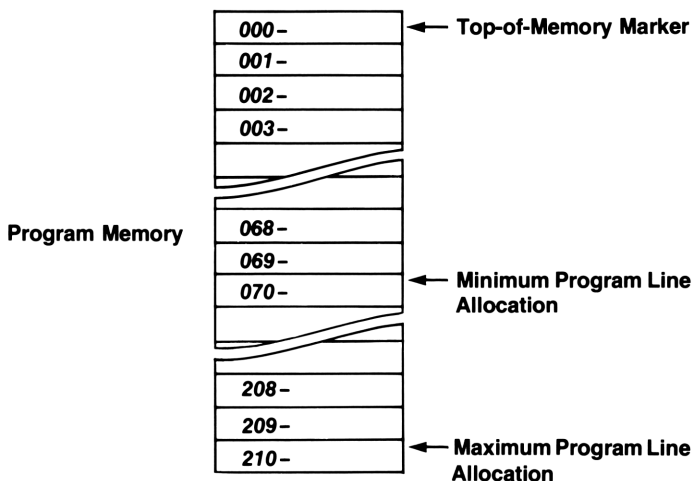 000–
Top-of-Memory Marker
001–
002–
003–
Program Memory
068–
069–
070–
Minimum Program Line
Allocation
208–
209–
210–
Maximum Program Line
Allocation